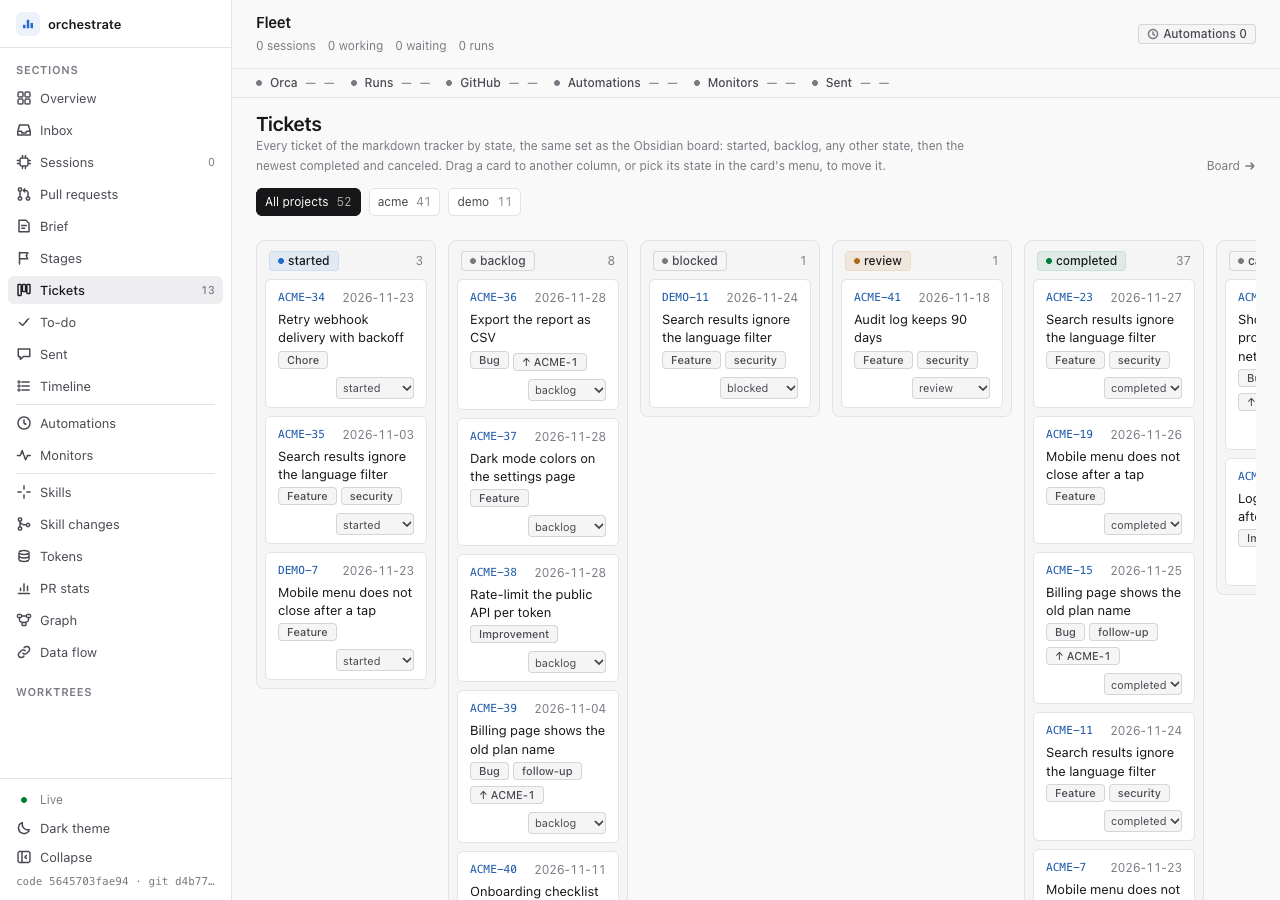 orchestrate
SECTIONS
Overview
Inbox
Sessions 0
Pull requests
Brief
Stages
Tickets 13
To-do
Sent
Timeline
Automations
Monitors
Skills
Skill changes
Tokens
PR stats
Graph
Data flow
WORKTREES
Live
Dark theme
Collapse
code 5645703fae94 · git d4b77…
Fleet
0 sessions 0 working 0 waiting 0 runs
Automations 0
Orca — — Runs — — GitHub — — Automations — — Monitors — — Sent — —
Tickets
Every ticket of the markdown tracker by state, the same set as the Obsidian board: started, backlog, any other state, then the
newest completed and canceled. Drag a card to another column, or pick its state in the card's menu, to move it.
Board →
All projects 52 acme 41 demo 11
started 3
ACME-34 2026-11-23
Retry webhook
delivery with backoff
Chore
started
ACME-35 2026-11-03
Search results ignore
the language filter
Feature security
started
DEMO-7 2026-11-23
Mobile menu does not
close after a tap
Feature
started
backlog 8
ACME-36 2026-11-28
Export the report as
CSV
Bug ↑ ACME-1
backlog
ACME-37 2026-11-28
Dark mode colors on
the settings page
Feature
backlog
ACME-38 2026-11-28
Rate-limit the public
API per token
Improvement
backlog
ACME-39 2026-11-04
Billing page shows the
old plan name
Bug follow-up
↑ ACME-1
backlog
ACME-40 2026-11-11
Onboarding checklist
blocked 1
DEMO-11 2026-11-24
Search results ignore
the language filter
Feature security
blocked
review 1
ACME-41 2026-11-18
Audit log keeps 90
days
Feature security
review
completed 37
ACME-23 2026-11-27
Search results ignore
the language filter
Feature security
completed
ACME-19 2026-11-26
Mobile menu does not
close after a tap
Feature
completed
ACME-15 2026-11-25
Billing page shows the
old plan name
Bug follow-up
↑ ACME-1
completed
ACME-11 2026-11-24
Search results ignore
the language filter
Feature security
completed
ACME-7 2026-11-23
Mobile menu does not